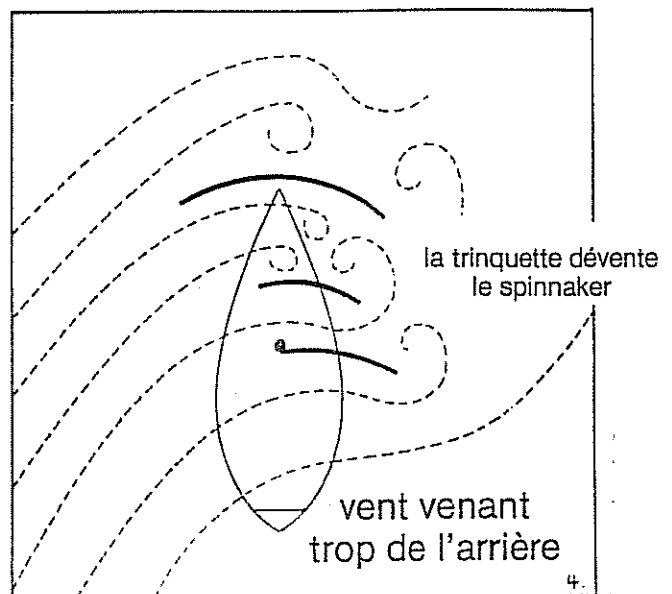 la trinquette dévente
le spinnaker
vent venant
trop de l'arrière
4.